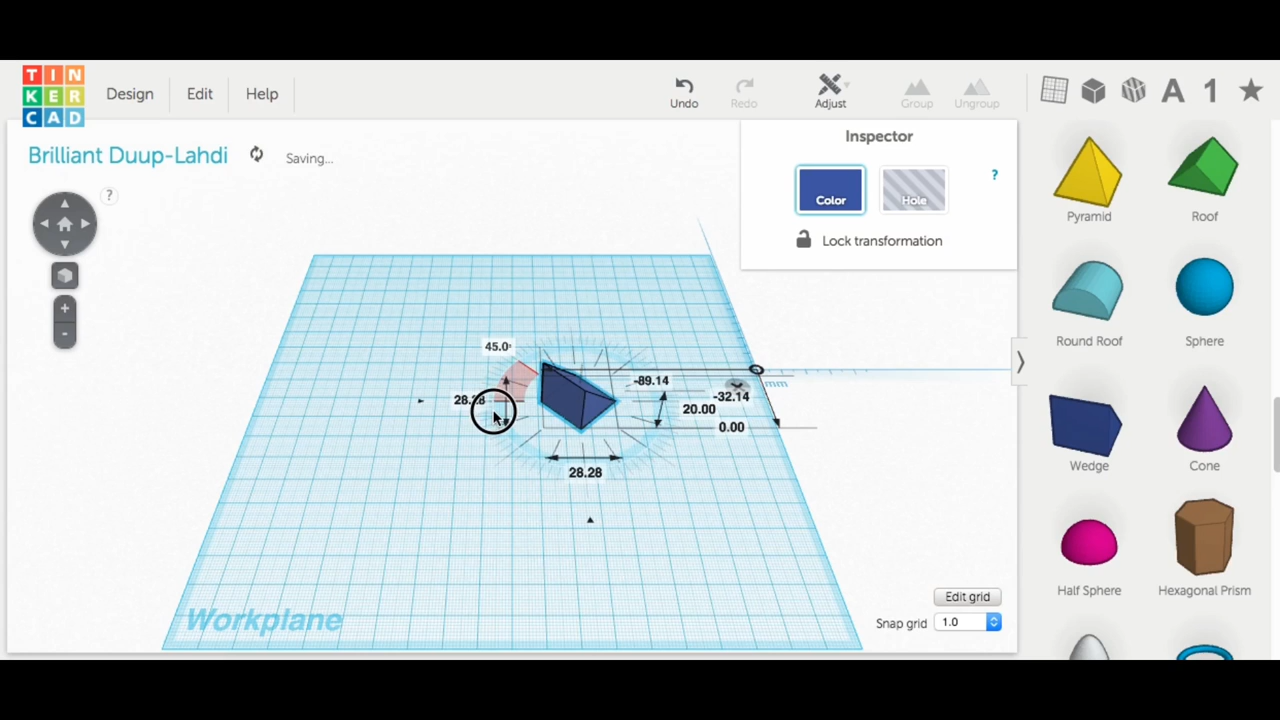 TIN
KER
CAD
Design
Edit
Help
Undo
Redo
Adjust
Group
Ungroup
A
1
Brilliant Duup-Lahdi
Saving...
?
Inspector
Color
Hole
?
Lock transformation
Pyramid
Roof
Round Roof
Sphere
Wedge
Cone
Half Sphere
Hexagonal Prism
45.0°
28.28
-89.14
-32.14
mm
20.00
0.00
28.28
+
-
Workplane
Edit grid
Snap grid 1.0